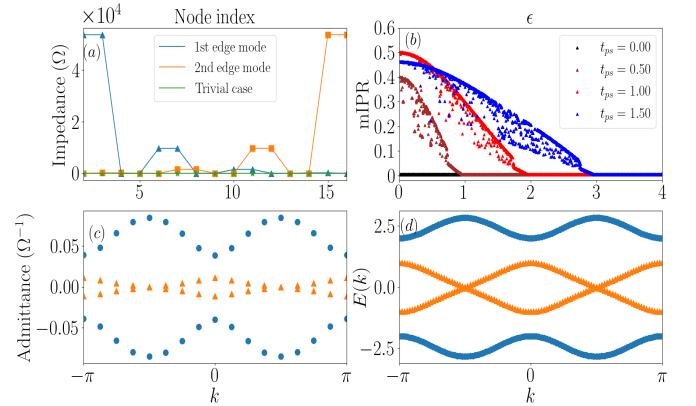 ×10⁴
Node index
ϵ
(a)
1st edge mode
2nd edge mode
Trivial case
Impedance (Ω)
4
2
0
5
10
15
(b)
t_ps = 0.00
t_ps = 0.50
t_ps = 1.00
t_ps = 1.50
mIPR
0.6
0.5
0.4
0.3
0.2
0.1
0
0
1
2
3
4
(c)
Admittance (Ω⁻¹)
0.05
0.00
−0.05
−π
0
π
k
(d)
E(k)
2.5
0.0
−2.5
−π
0
π
k